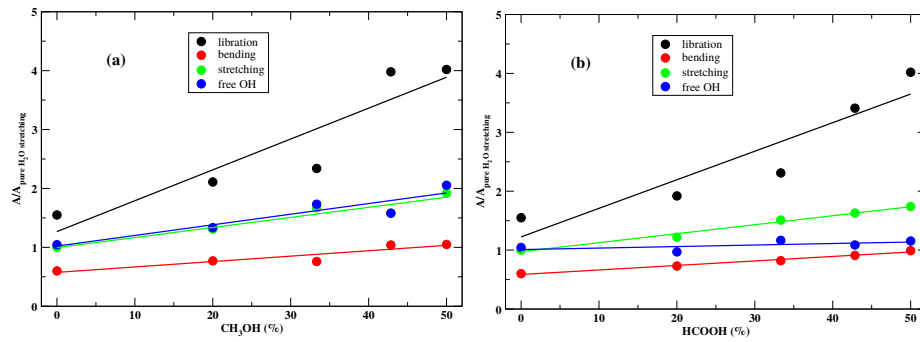 (a)
libration
bending
stretching
free OH
A/A pure H₂O stretching
5
4
3
2
1
0
0
10
20
30
40
50
CH₃OH (%)
(b)
libration
bending
stretching
free OH
A/A pure H₂O stretching
5
4
3
2
1
0
0
10
20
30
40
50
HCOOH (%)